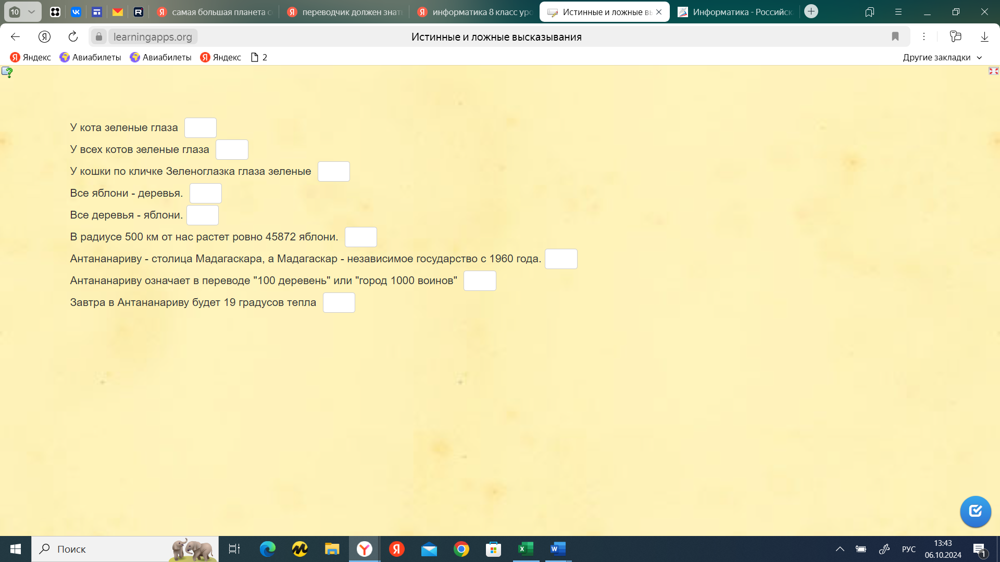 10
самая большая планета с
переводчик должен знат
информатика 8 класс уро
Истинные и ложные вы
Информатика - Российск
learningapps.org
Истинные и ложные высказывания
Яндекс
Авиабилеты
Авиабилеты
Яндекс
2
Другие закладки
У кота зеленые глаза
У всех котов зеленые глаза
У кошки по кличке Зеленоглазка глаза зеленые
Все яблони - деревья.
Все деревья - яблони.
В радиусе 500 км от нас растет ровно 45872 яблони.
Антананариву - столица Мадагаскара, а Мадагаскар - независимое государство с 1960 года.
Антананариву означает в переводе "100 деревень" или "город 1000 воинов"
Завтра в Антананариву будет 19 градусов тепла
Поиск
РУС
13:43
06.10.2024
1